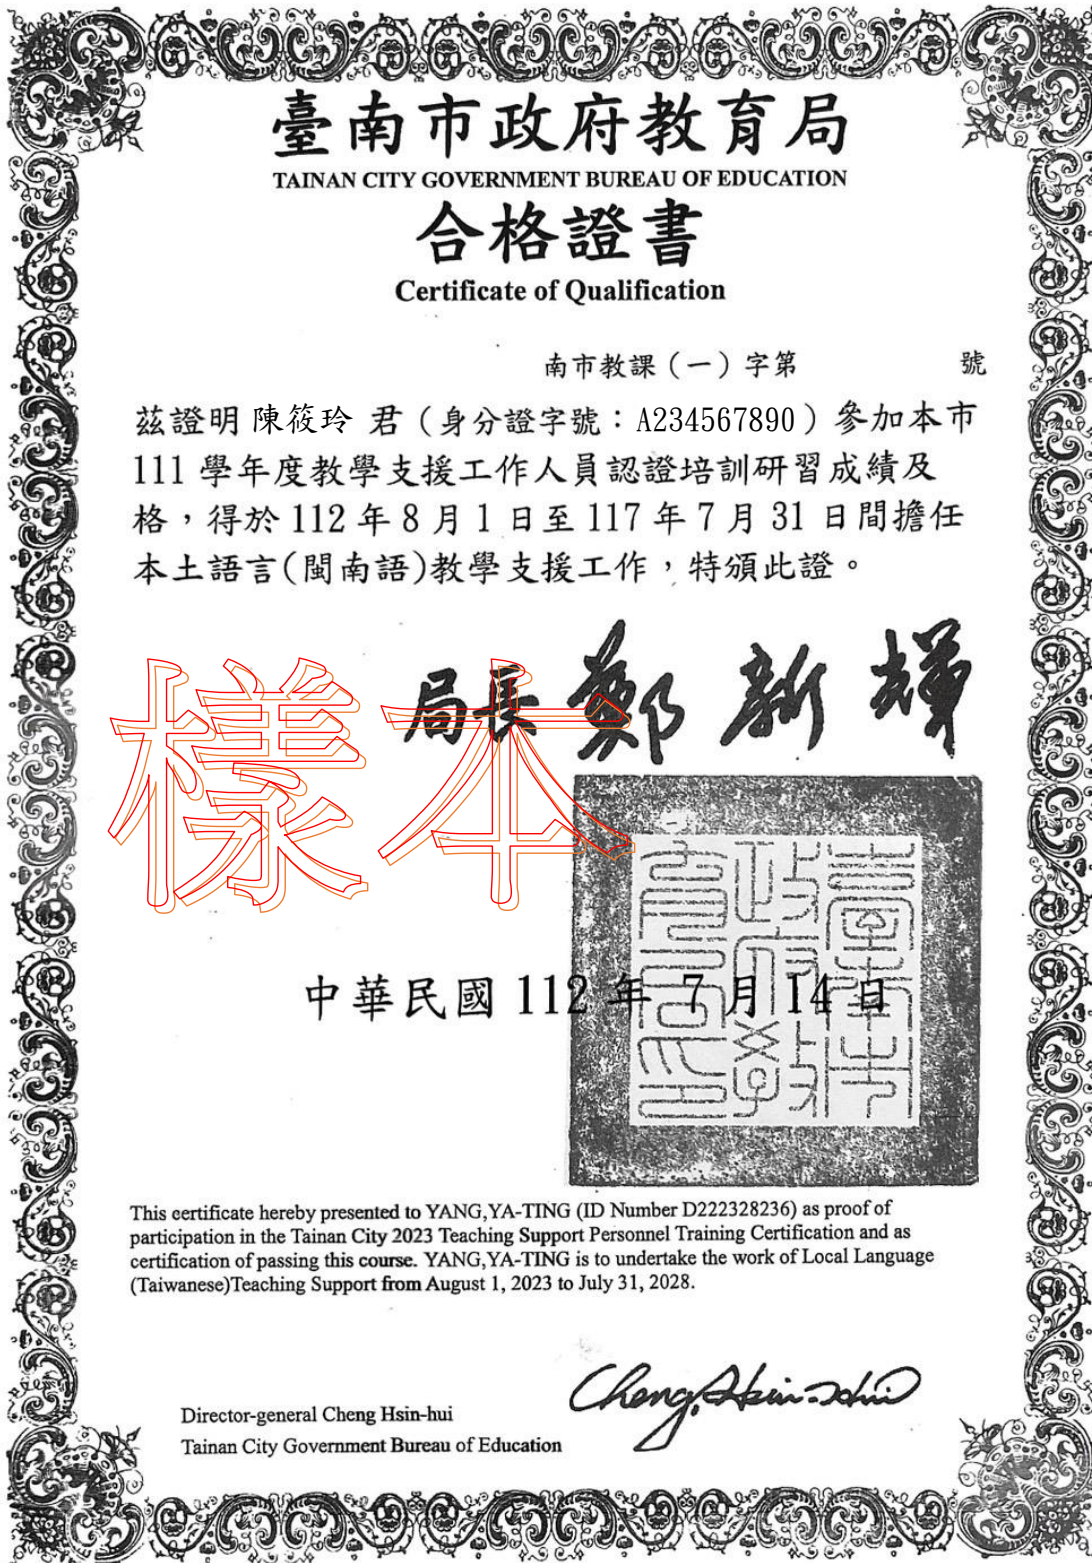 臺南市政府教育局
TAINAN CITY GOVERNMENT BUREAU OF EDUCATION
合格證書
Certificate of Qualification
南市教課（一）字第 號
茲證明 陳筱玲 君（身分證字號：A234567890）參加本市
111 學年度教學支援工作人員認證培訓研習成績及
格，得於 112 年 8 月 1 日至 117 年 7 月 31 日間擔任
本土語言(閩南語)教學支援工作，特頒此證。
局長 鄭新輝
樣本
臺南市
政府教
育局印
中華民國 112 年 7 月 14 日
This certificate hereby presented to YANG,YA-TING (ID Number D222328236) as proof of
participation in the Tainan City 2023 Teaching Support Personnel Training Certification and as
certification of passing this course. YANG,YA-TING is to undertake the work of Local Language
(Taiwanese)Teaching Support from August 1, 2023 to July 31, 2028.
Cheng, Hsin-hui
Director-general Cheng Hsin-hui
Tainan City Government Bureau of Education